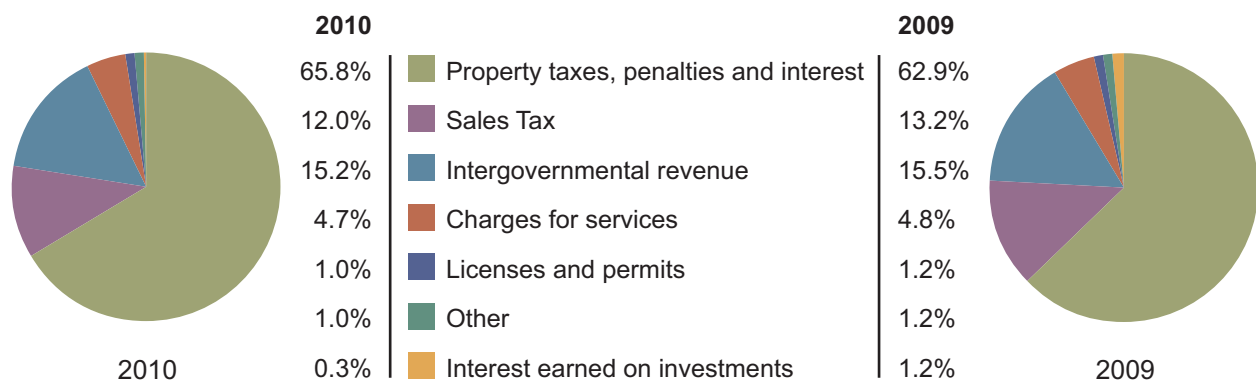 2010 2009
65.8% Property taxes, penalties and interest 62.9%
12.0% Sales Tax 13.2%
15.2% Intergovernmental revenue 15.5%
4.7% Charges for services 4.8%
1.0% Licenses and permits 1.2%
1.0% Other 1.2%
0.3% Interest earned on investments 1.2%
2010 2009